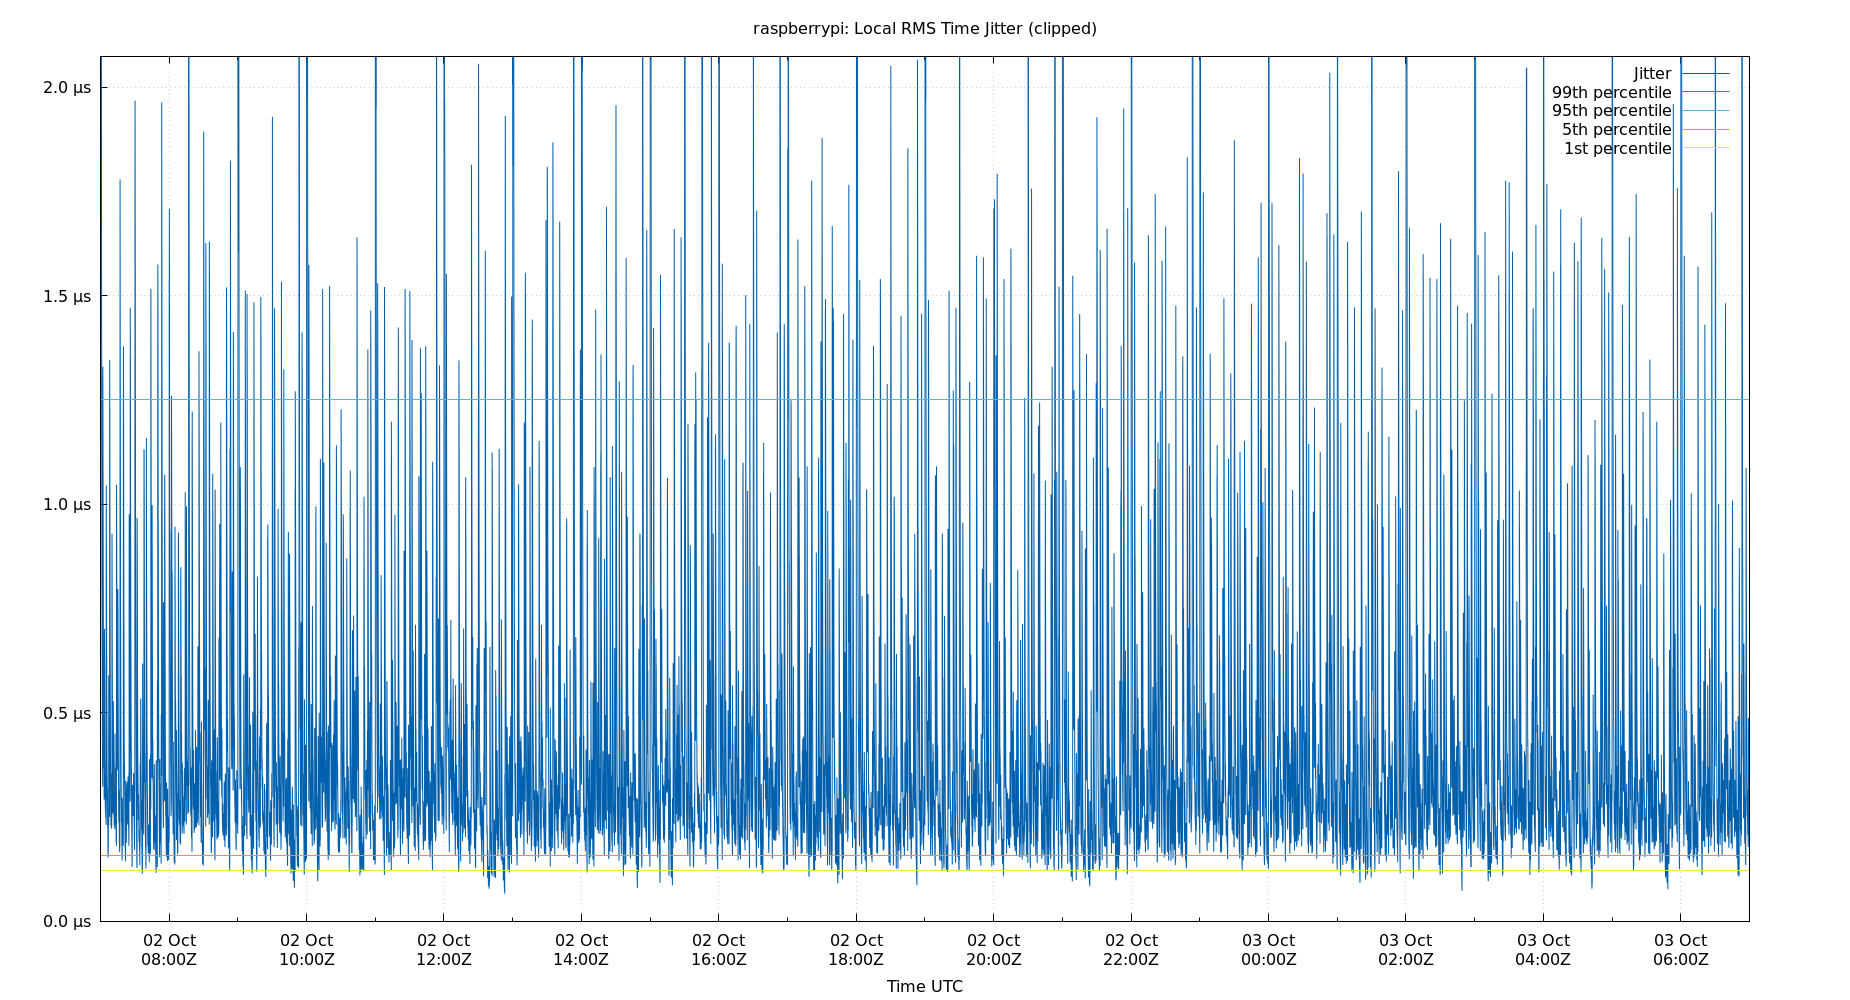 raspberrypi: Local RMS Time Jitter (clipped)
2.0 µs
1.5 µs
1.0 µs
0.5 µs
0.0 µs
Jitter
99th percentile
95th percentile
5th percentile
1st percentile
02 Oct 02 Oct 02 Oct 02 Oct 02 Oct 02 Oct 02 Oct 02 Oct 03 Oct 03 Oct 03 Oct 03 Oct
08:00Z 10:00Z 12:00Z 14:00Z 16:00Z 18:00Z 20:00Z 22:00Z 00:00Z 02:00Z 04:00Z 06:00Z
Time UTC